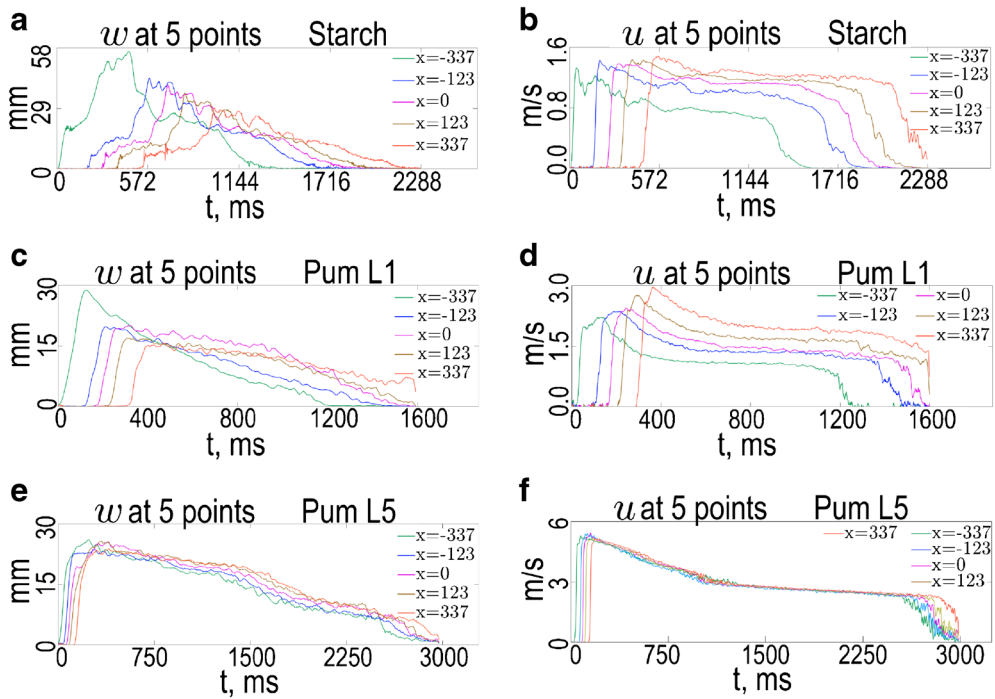 a
w at 5 points Starch
58
29
0
mm
x=-337
x=-123
x=0
x=123
x=337
0 572 1144 1716 2288
t, ms
b
u at 5 points Starch
1.6
0.8
0.0
m/s
x=-337
x=-123
x=0
x=123
x=337
0 572 1144 1716 2288
t, ms
c
w at 5 points Pum L1
30
15
0
mm
x=-337
x=-123
x=0
x=123
x=337
0 400 800 1200 1600
t, ms
d
u at 5 points Pum L1
3.0
1.5
0.0
m/s
x=-337 x=0
x=-123 x=123
x=337
0 400 800 1200 1600
t, ms
e
w at 5 points Pum L5
30
15
0
mm
x=-337
x=-123
x=0
x=123
x=337
0 750 1500 2250 3000
t, ms
f
u at 5 points Pum L5
6
3
0
m/s
x=337 x=-337
x=-123
x=0
x=123
0 750 1500 2250 3000
t, ms